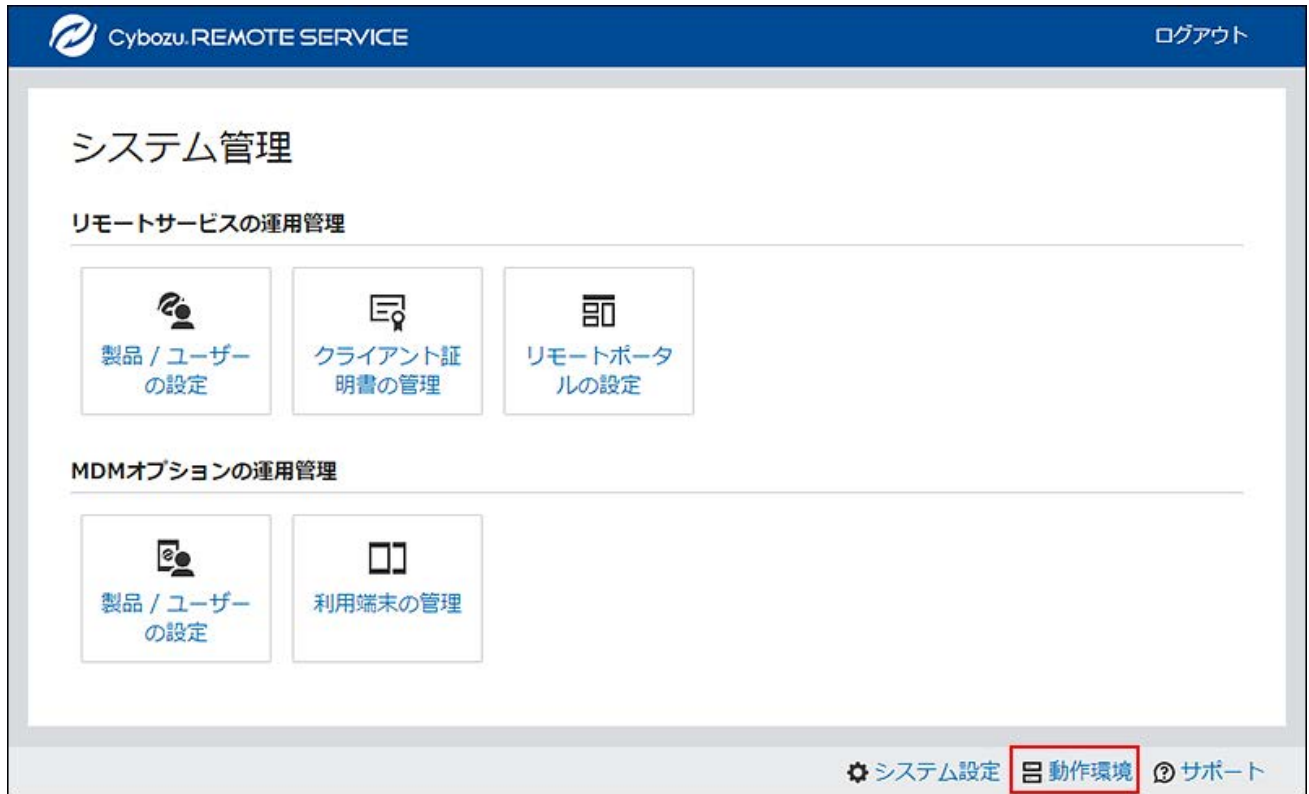 Cybozu. REMOTE SERVICE
ログアウト
システム管理
リモートサービスの運用管理
製品 / ユーザー
の設定
クライアント証
明書の管理
リモートポータ
ルの設定
MDMオプションの運用管理
製品 / ユーザー
の設定
利用端末の管理
システム設定
動作環境
サポート